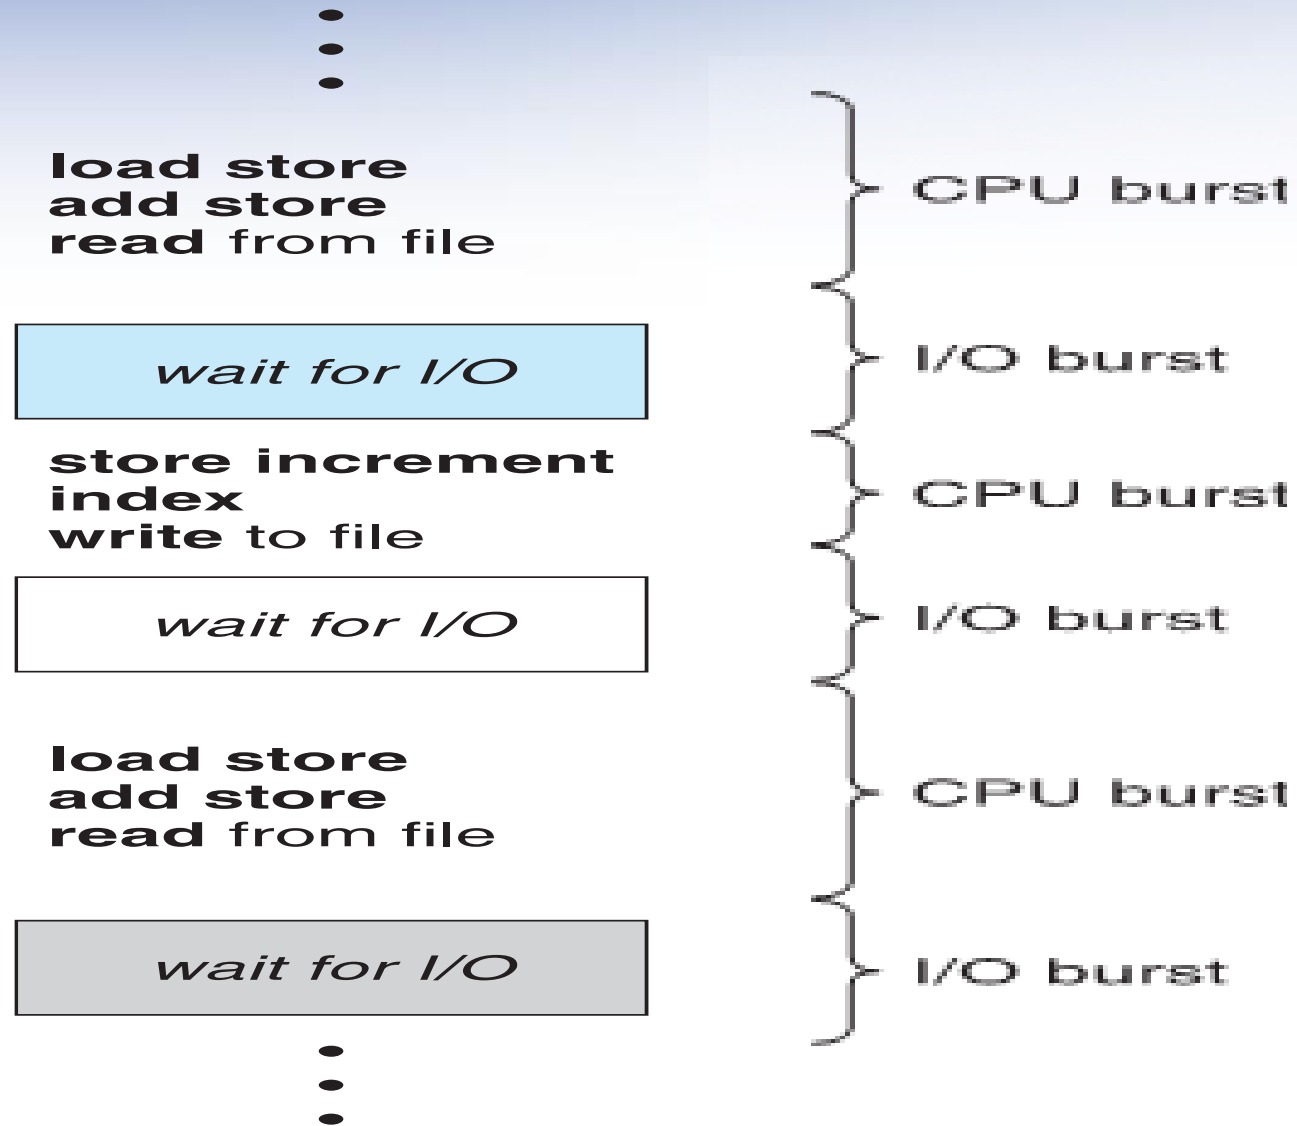 load store
add store
read from file
CPU burst
wait for I/O
I/O burst
store increment
index
write to file
CPU burst
wait for I/O
I/O burst
load store
add store
read from file
CPU burst
wait for I/O
I/O burst